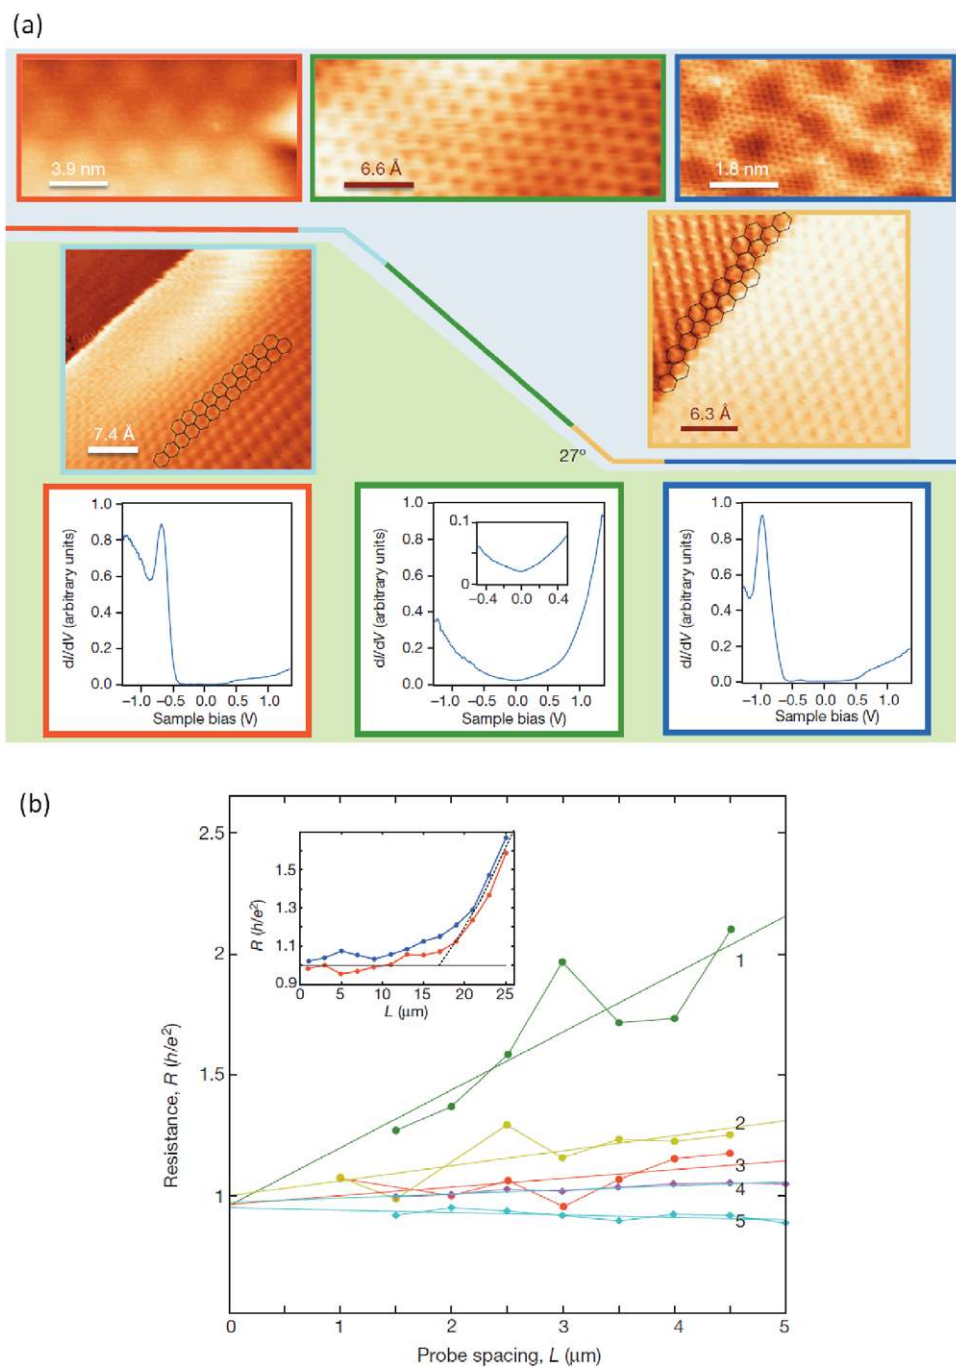 (a)
3.9 nm
6.6 Å
1.8 nm
7.4 Å
6.3 Å
27°
dI/dV (arbitrary units)
1.0
0.8
0.6
0.4
0.2
0.0
−1.0 −0.5 0.0 0.5 1.0
Sample bias (V)
dI/dV (arbitrary units)
1.0
0.8
0.6
0.4
0.2
0.0
0.1
0
−0.4 0.0 0.4
−1.0 −0.5 0.0 0.5 1.0
Sample bias (V)
dI/dV (arbitrary units)
1.0
0.8
0.6
0.4
0.2
0.0
−1.0 −0.5 0.0 0.5 1.0
Sample bias (V)
(b)
Resistance, R (h/e²)
2.5
2
1.5
1
R (h/e²)
1.5
1.3
1.1
0.9
0 5 10 15 20 25
L (μm)
1
2
3
4
5
0 1 2 3 4 5
Probe spacing, L (μm)